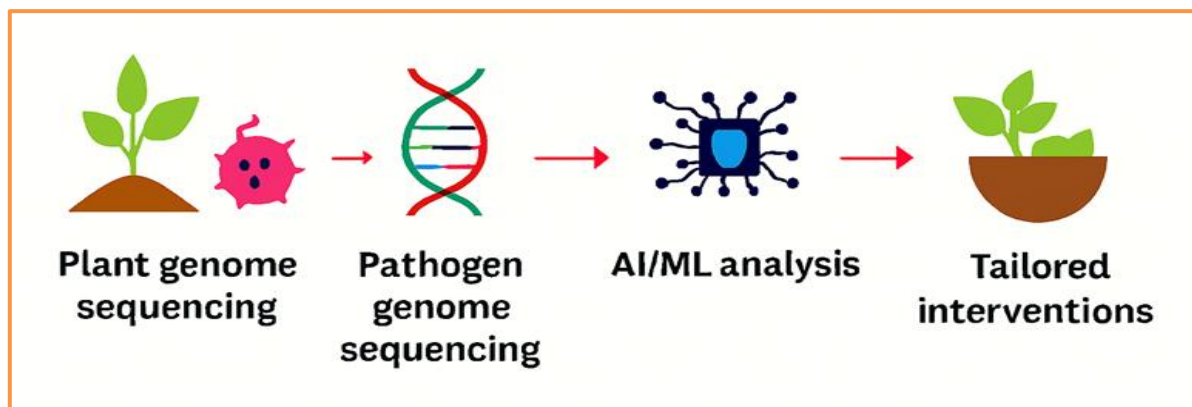 Plant genome
sequencing
Pathogen
genome
sequencing
AI/ML analysis
Tailored
interventions